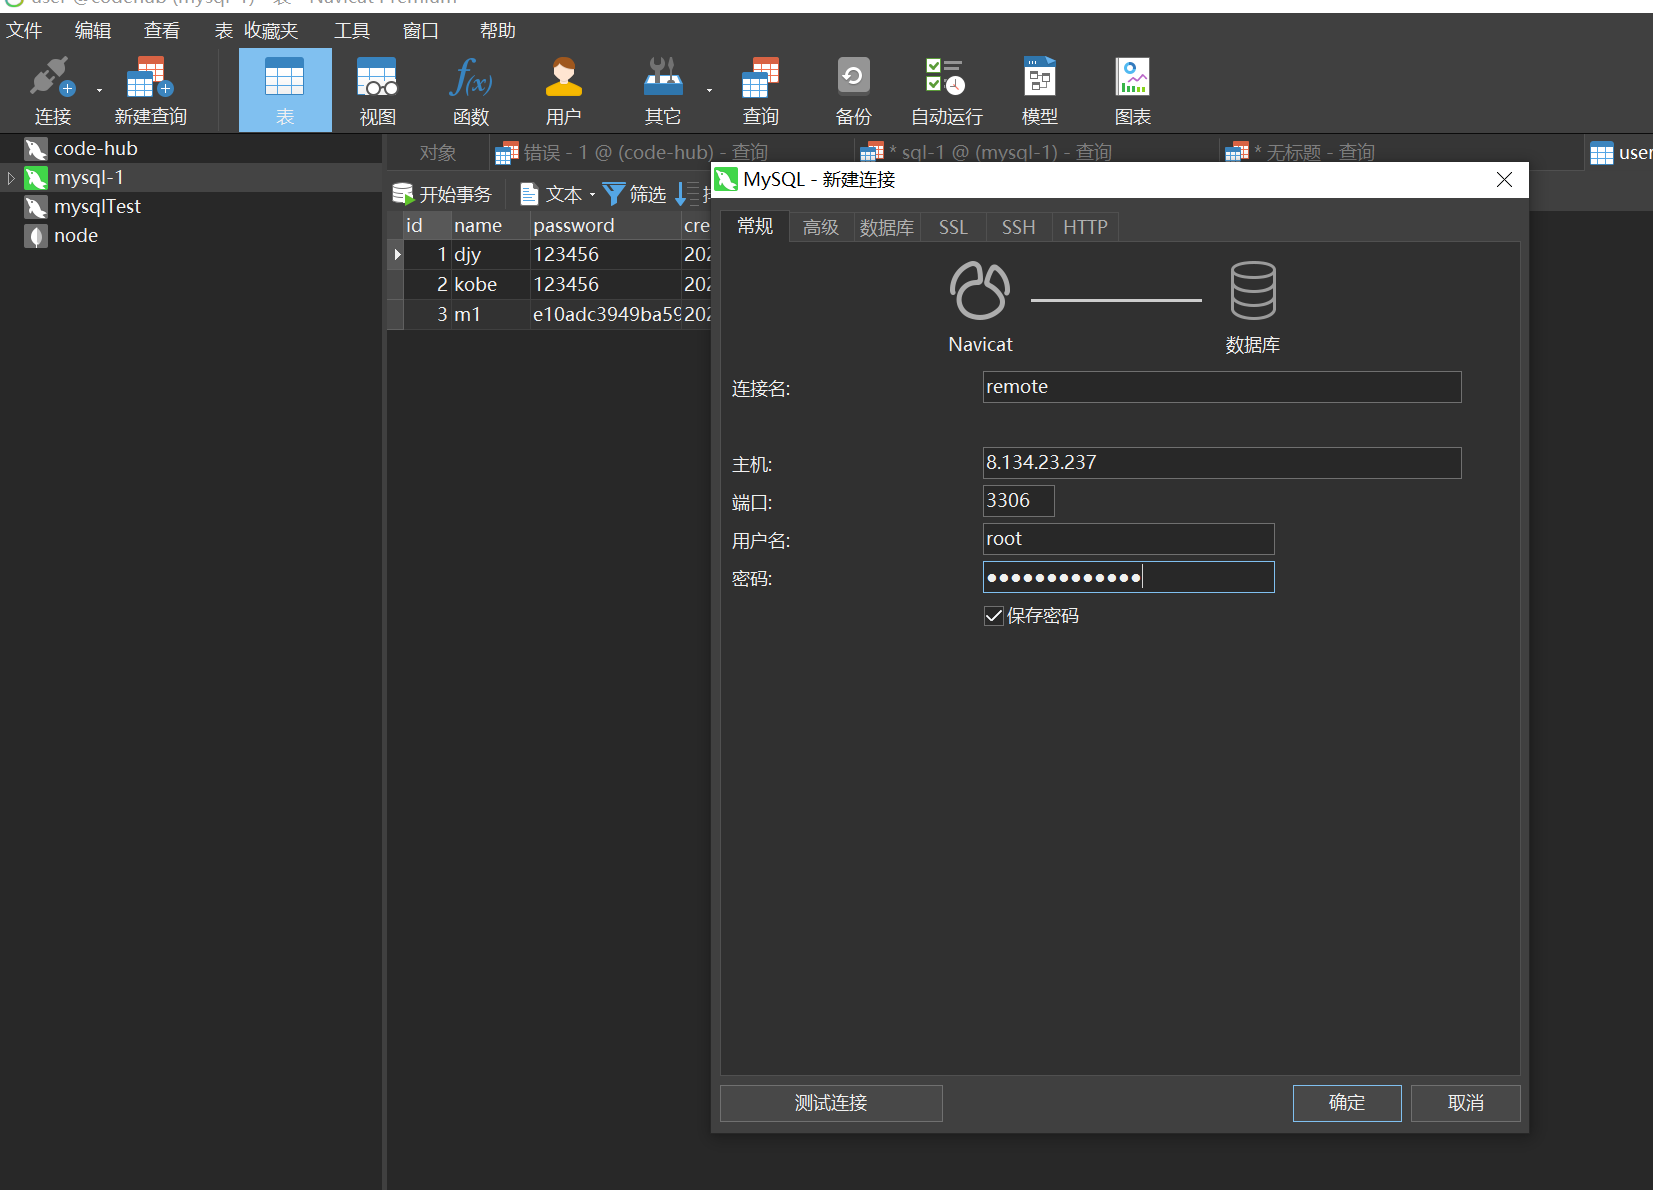 user @codehub (mysql-1) - 表 - Navicat Premium
文件 编辑 查看 表 收藏夹 工具 窗口 帮助
连接 新建查询 表 视图 函数 用户 其它 查询 备份 自动运行 模型 图表
code-hub
mysql-1
mysqlTest
node
对象 错误 - 1 @ (code-hub) - 查询 * sql-1 @ (mysql-1) - 查询 * 无标题 - 查询 user
开始事务 文本 筛选
id name password cre
1 djy 123456 202
2 kobe 123456 202
3 m1 e10adc3949ba59 202
MySQL - 新建连接
常规 高级 数据库 SSL SSH HTTP
Navicat 数据库
连接名: remote
主机: 8.134.23.237
端口: 3306
用户名: root
密码: ●●●●●●●●●●●●●
保存密码
测试连接 确定 取消